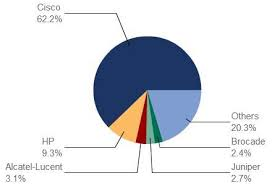 Cisco
62.2%
Others
20.3%
HP
9.3%
Brocade
2.4%
Alcatel-Lucent
3.1%
Juniper
2.7%